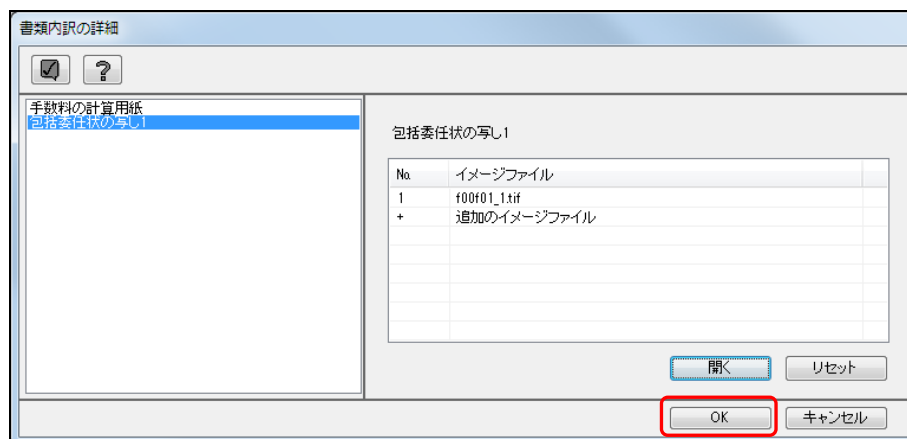 書類内訳の詳細
?
手数料の計算用紙
包括委任状の写し1
包括委任状の写し1
No. イメージファイル
1 f00f01_1.tif
+ 追加のイメージファイル
開く リセット
OK キャンセル